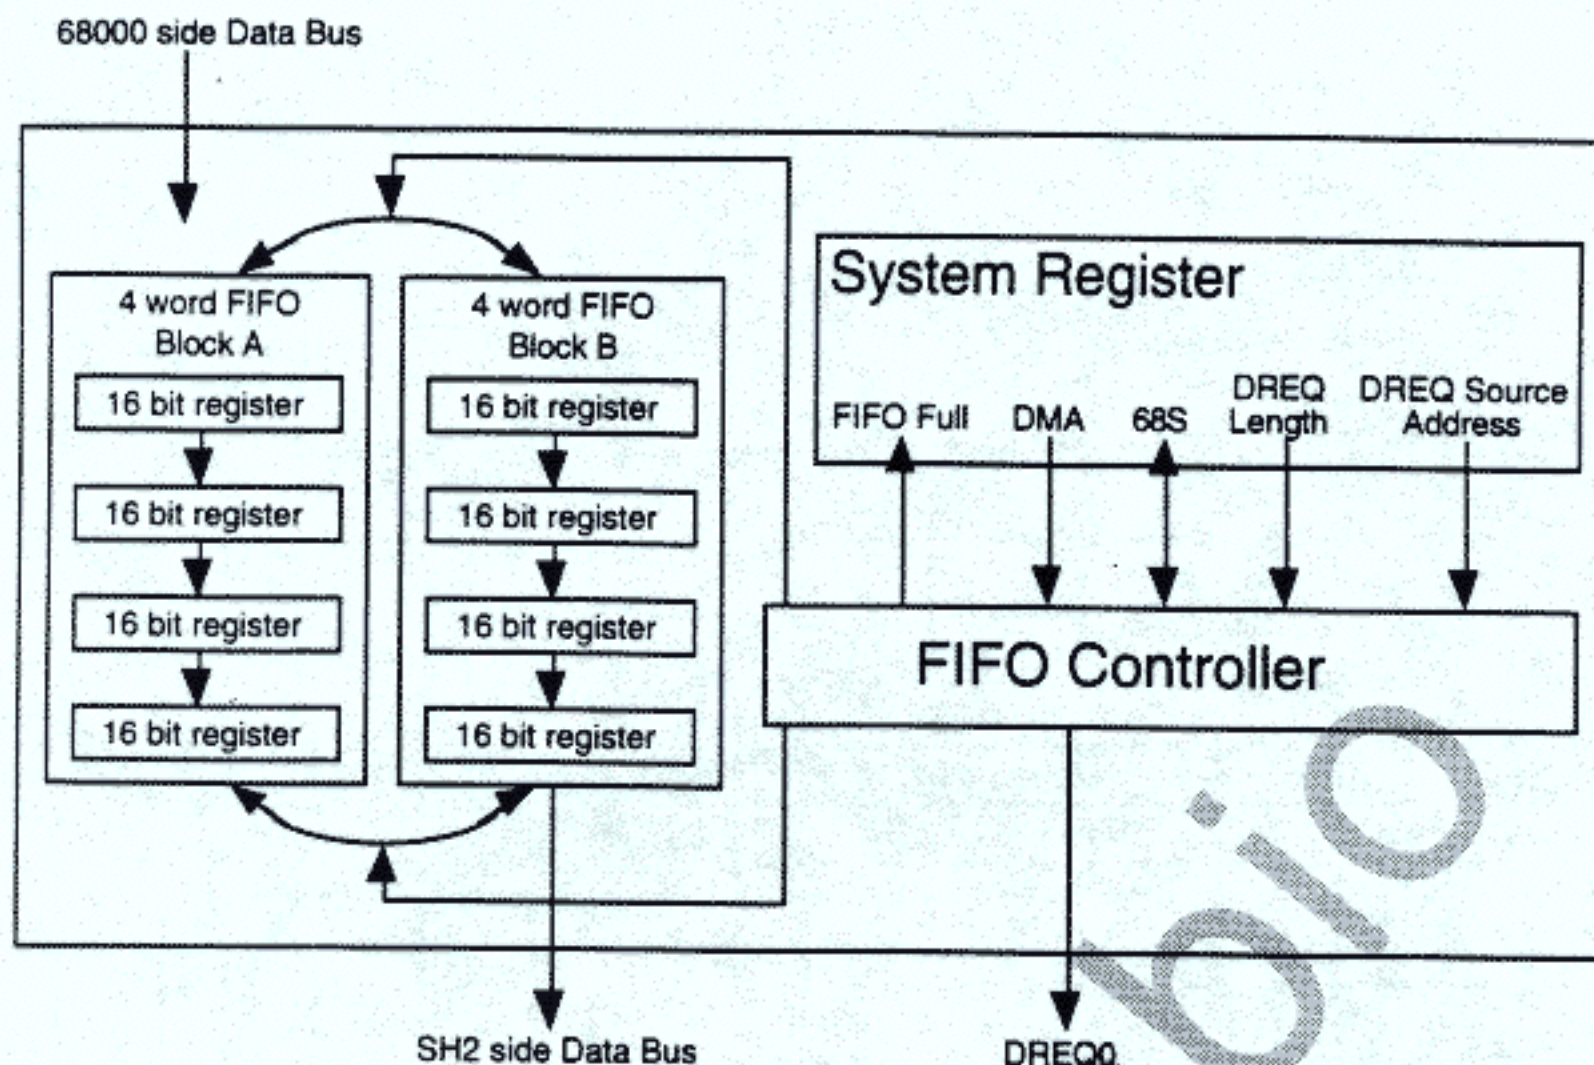 68000 side Data Bus
4 word FIFO
Block A
16 bit register
16 bit register
16 bit register
16 bit register
4 word FIFO
Block B
16 bit register
16 bit register
16 bit register
16 bit register
System Register
FIFO Full
DMA
68S
DREQ
Length
DREQ Source
Address
FIFO Controller
SH2 side Data Bus
DREQ0
bio